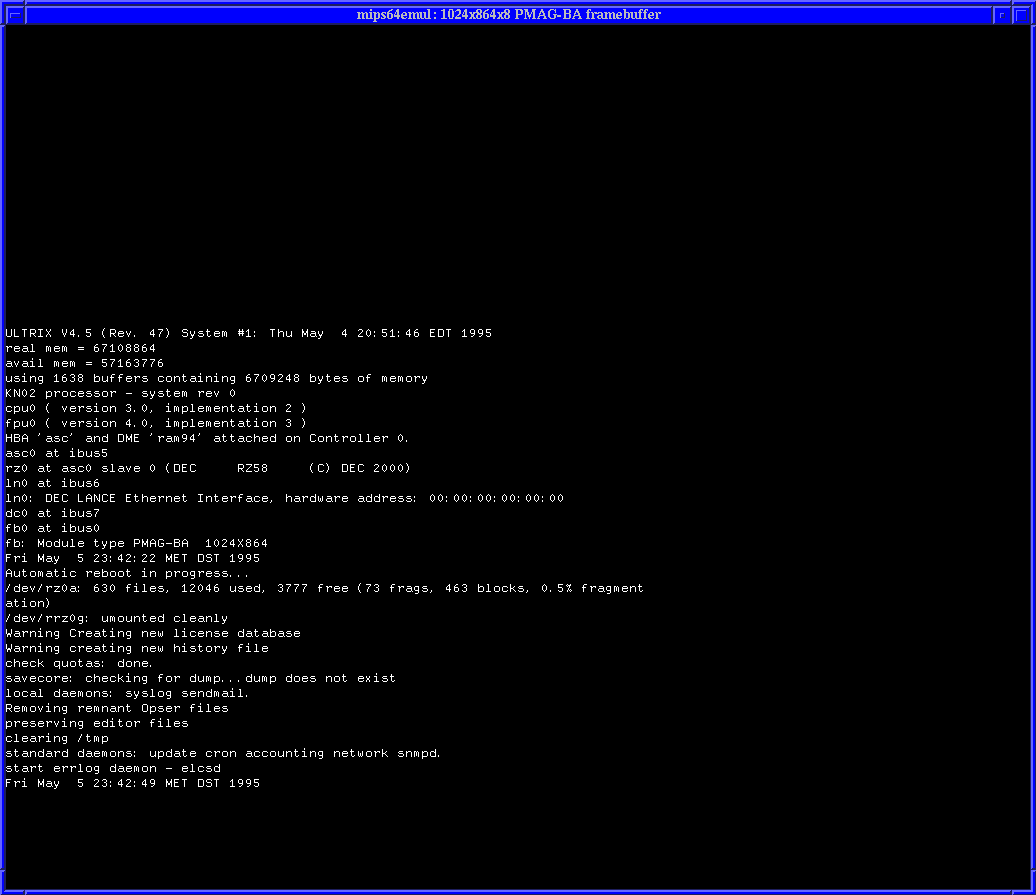 mips64emul: 1024x864x8 PMAG-BA framebuffer
ULTRIX V4.5 (Rev. 47) System #1: Thu May  4 20:51:46 EDT 1995
real mem = 67108864
avail mem = 57163776
using 1638 buffers containing 6709248 bytes of memory
KN02 processor - system rev 0
cpu0 ( version 3.0, implementation 2 )
fpu0 ( version 4.0, implementation 3 )
HBA 'asc' and DME 'ram94' attached on Controller 0.
asc0 at ibus5
rz0 at asc0 slave 0 (DEC     RZ58     (C) DEC 2000)
ln0 at ibus6
ln0: DEC LANCE Ethernet Interface, hardware address: 00:00:00:00:00:00
dc0 at ibus7
fb0 at ibus0
fb: Module type PMAG-BA  1024X864
Fri May  5 23:42:22 MET DST 1995
Automatic reboot in progress...
/dev/rz0a: 630 files, 12046 used, 3777 free (73 frags, 463 blocks, 0.5% fragment
ation)
/dev/rrz0g: umounted cleanly
Warning Creating new license database
Warning creating new history file
check quotas: done.
savecore: checking for dump...dump does not exist
local daemons: syslog sendmail.
Removing remnant Opser files
preserving editor files
clearing /tmp
standard daemons: update cron accounting network snmpd.
start errlog daemon - elcsd
Fri May  5 23:42:49 MET DST 1995